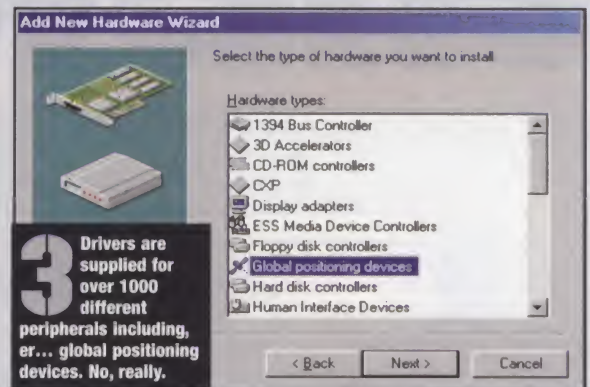 Add New Hardware Wizard
Select the type of hardware you want to install.
Hardware types:
1394 Bus Controller
3D Accelerators
CD-ROM controllers
CXP
Display adapters
ESS Media Device Controllers
Floppy disk controllers
Global positioning devices
Hard disk controllers
Human Interface Devices
< Back
Next >
Cancel
3
Drivers are
supplied for
over 1000
different
peripherals including,
er... global positioning
devices. No, really.